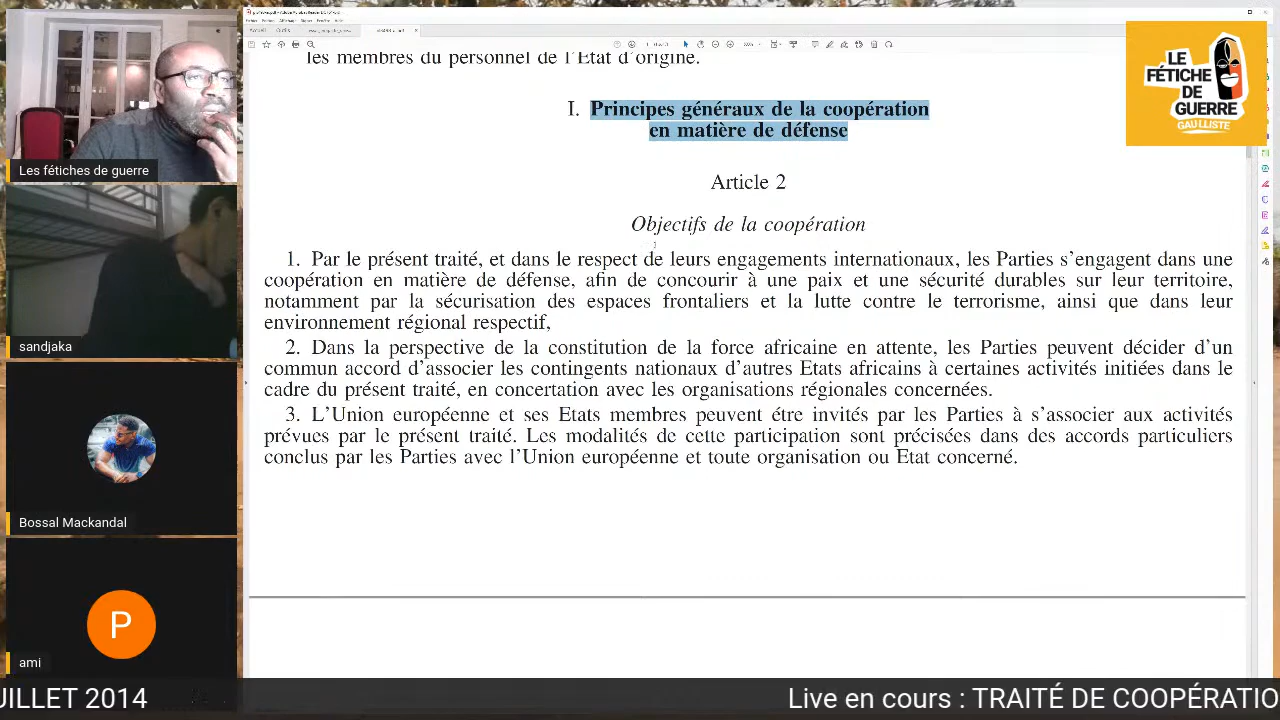 les membres du personnel de l'Etat d'origine.
I. Principes généraux de la coopération
en matière de défense
Article 2
Objectifs de la coopération
1. Par le présent traité, et dans le respect de leurs engagements internationaux, les Parties s'engagent dans une
coopération en matière de défense, afin de concourir à une paix et une sécurité durables sur leur territoire,
notamment par la sécurisation des espaces frontaliers et la lutte contre le terrorisme, ainsi que dans leur
environnement régional respectif,
2. Dans la perspective de la constitution de la force africaine en attente, les Parties peuvent décider d'un
commun accord d'associer les contingents nationaux d'autres Etats africains à certaines activités initiées dans le
cadre du présent traité, en concertation avec les organisations régionales concernées.
3. L'Union européenne et ses Etats membres peuvent étre invités par les Parties à s'associer aux activités
prévues par le présent traité. Les modalités de cette participation sont précisées dans des accords particuliers
conclus par les Parties avec l'Union européenne et toute organisation ou Etat concerné.
LE
FÉTICHE
DE
GUERRE
GAULLISTE
Les fétiches de guerre
sandjaka
Bossal Mackandal
P
ami
UILLET 2014
Live en cours : TRAITÉ DE COOPÉRATIO